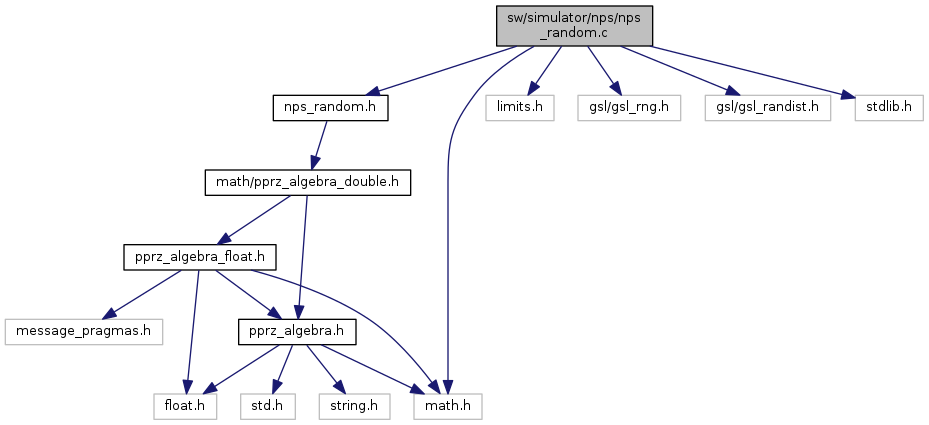 sw/simulator/nps/nps
_random.c
nps_random.h
limits.h
gsl/gsl_rng.h
gsl/gsl_randist.h
stdlib.h
math/pprz_algebra_double.h
pprz_algebra_float.h
message_pragmas.h
pprz_algebra.h
float.h
std.h
string.h
math.h